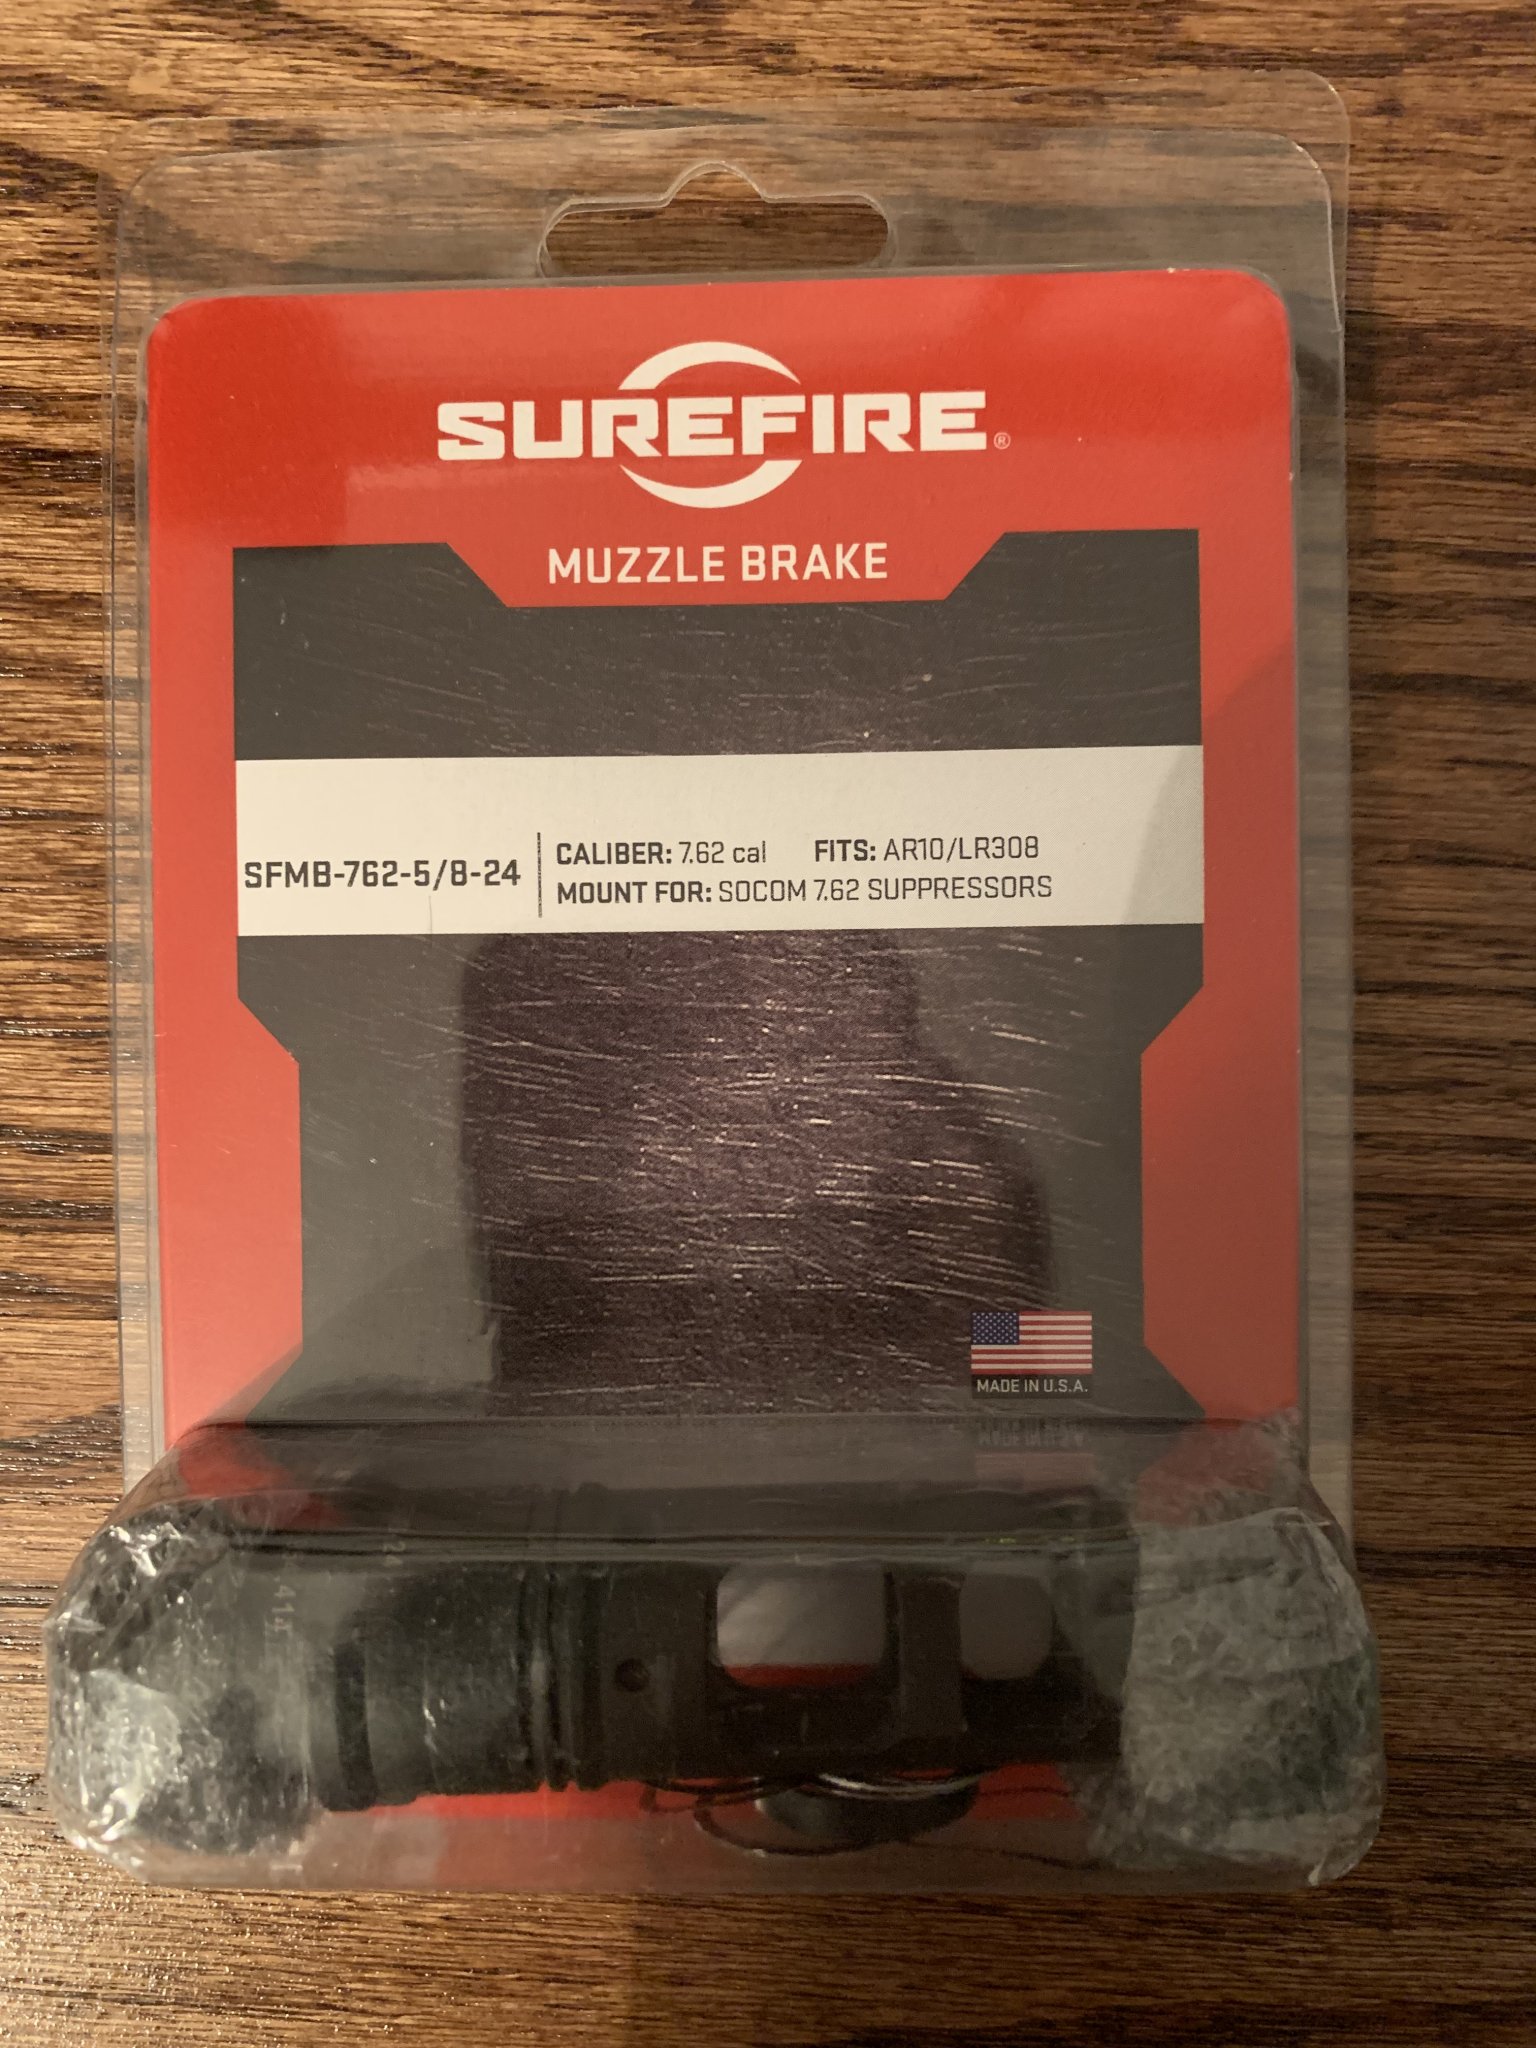 SUREFIRE®
MUZZLE BRAKE
SFMB-762-5/8-24
CALIBER: 7.62 cal FITS: AR10/LR308
MOUNT FOR: SOCOM 7.62 SUPPRESSORS
MADE IN U.S.A.